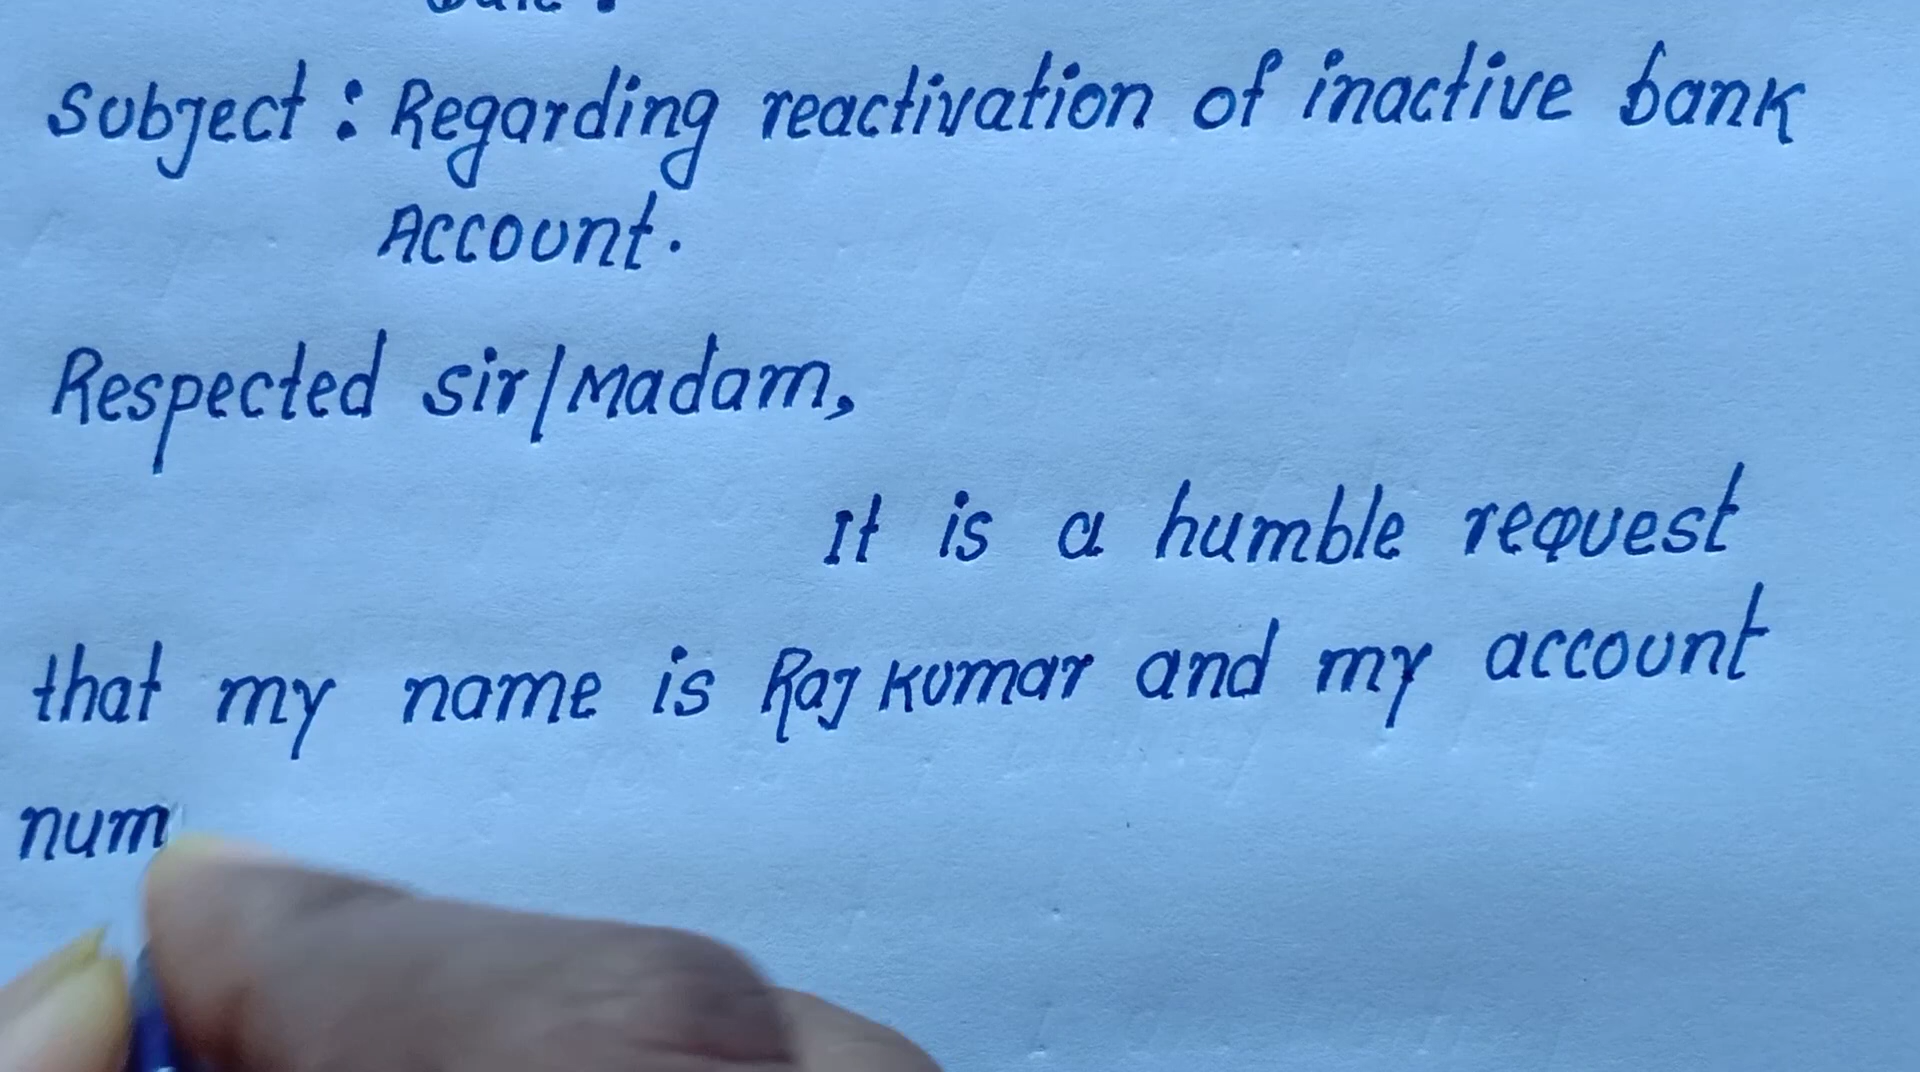 Subject : Regarding reactivation of inactive bank
Account.
Respected sir/Madam,
It is a humble request
that my name is Raj Kumar and my account
num